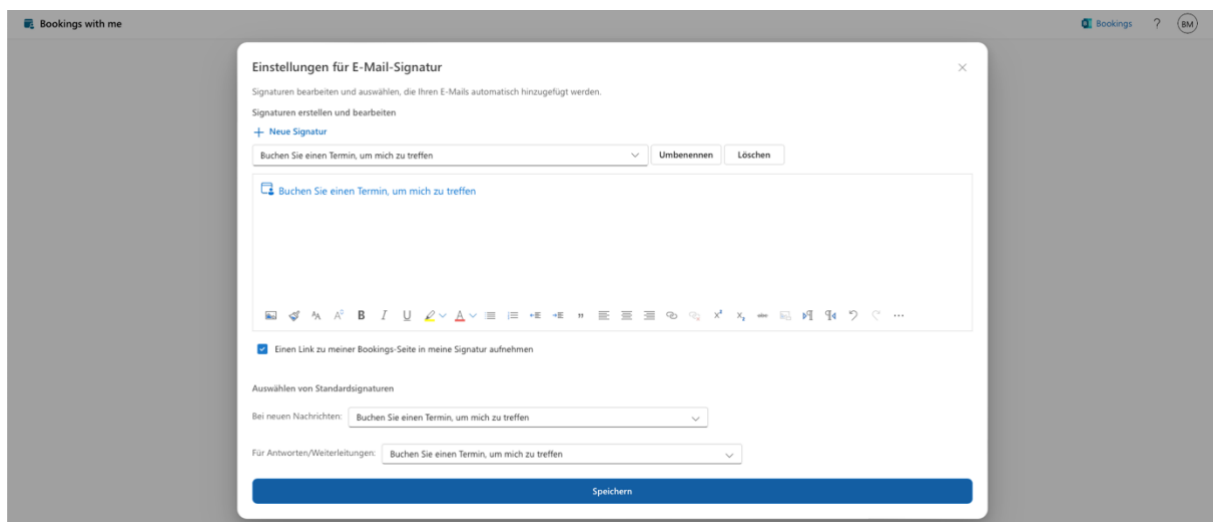 Bookings with me
Bookings ? BM
Einstellungen für E-Mail-Signatur
Signaturen bearbeiten und auswählen, die Ihren E-Mails automatisch hinzugefügt werden.
Signaturen erstellen und bearbeiten
+ Neue Signatur
Buchen Sie einen Termin, um mich zu treffen
Umbenennen
Löschen
Buchen Sie einen Termin, um mich zu treffen
Einen Link zu meiner Bookings-Seite in meine Signatur aufnehmen
Auswählen von Standardsignaturen
Bei neuen Nachrichten: Buchen Sie einen Termin, um mich zu treffen
Für Antworten/Weiterleitungen: Buchen Sie einen Termin, um mich zu treffen
Speichern